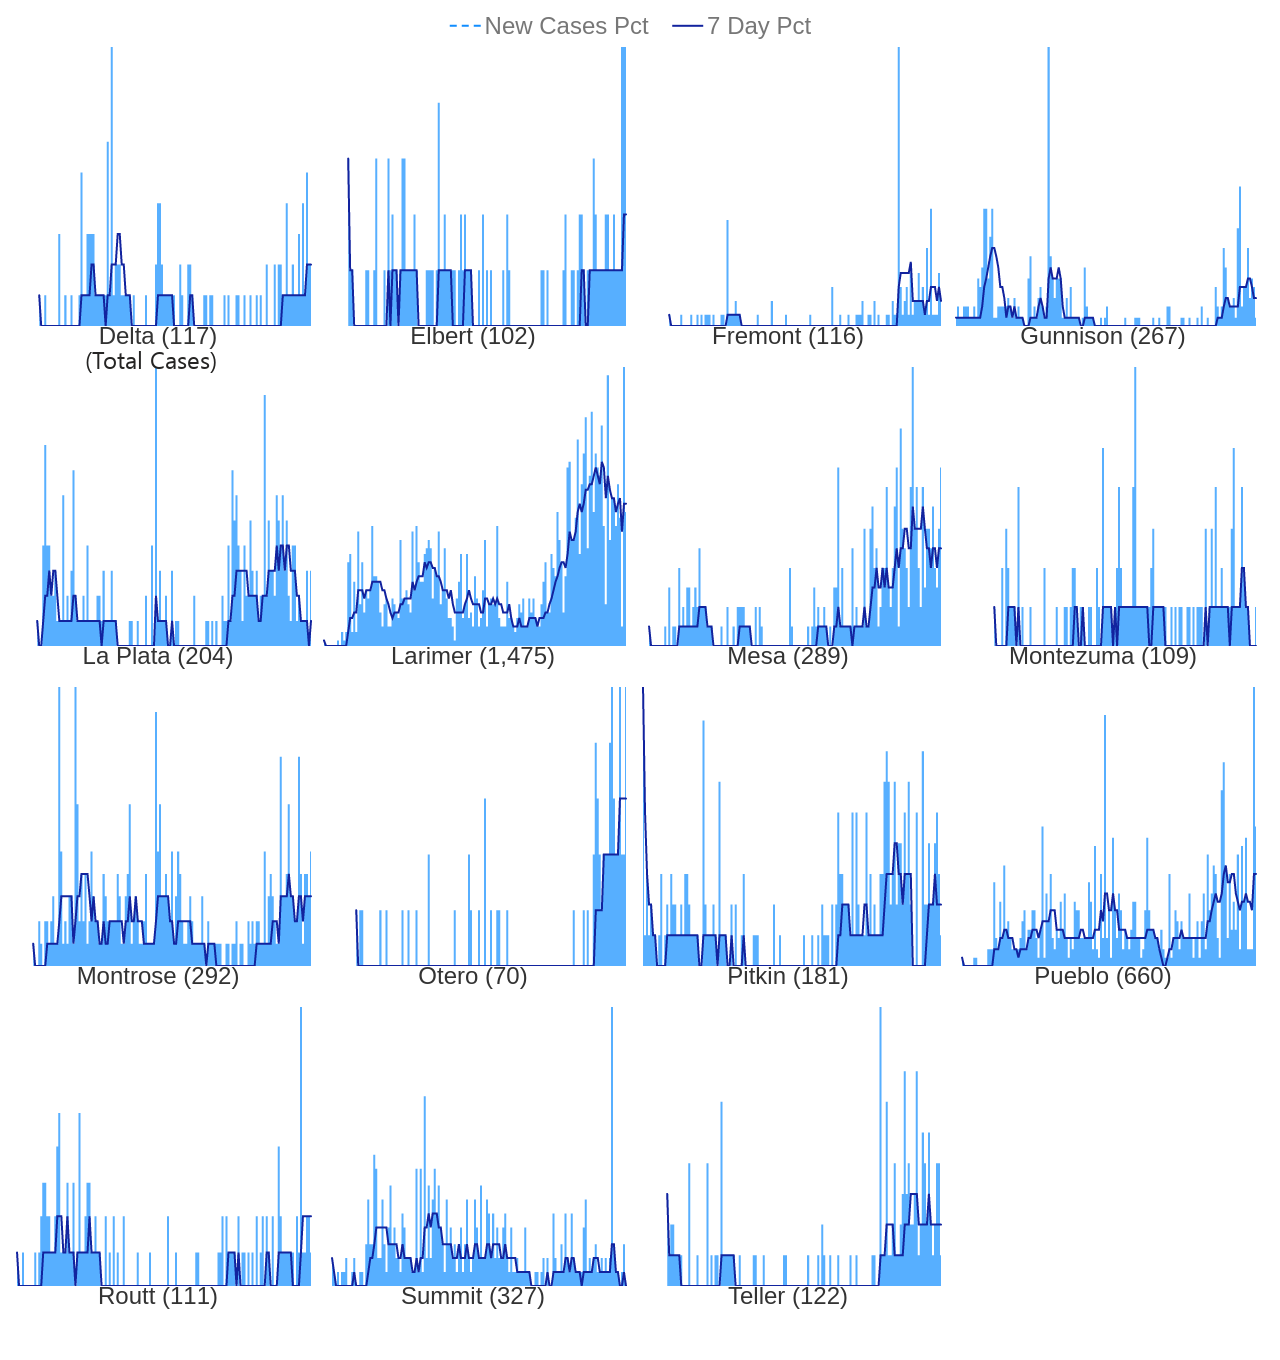 New Cases Pct 7 Day Pct
Delta (117) Elbert (102) Fremont (116) Gunnison (267)
(Total Cases)
La Plata (204) Larimer (1,475) Mesa (289) Montezuma (109)
Montrose (292) Otero (70) Pitkin (181) Pueblo (660)
Routt (111) Summit (327) Teller (122)